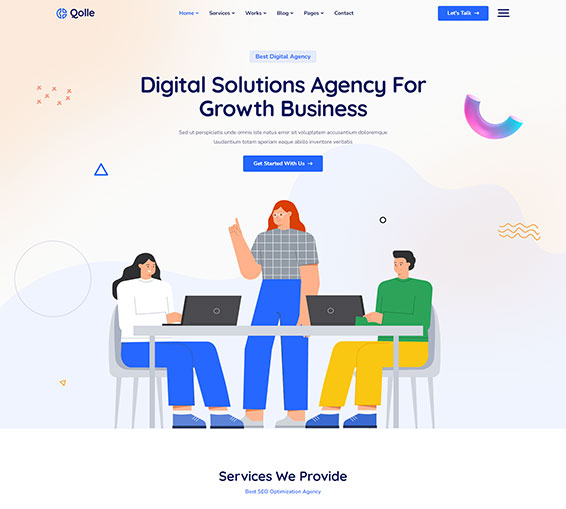 Qolle
Home Services Works Blog Pages Contact
Let's Talk →
Best Digital Agency
Digital Solutions Agency For
Growth Business
Sed ut perspiciatis unde omnis iste natus error sit voluptatem accusantium doloremque
laudantium totam aperiam eaque abillo inventore veritatis
Get Started With Us →
Services We Provide
Best SEO Optimization Agency